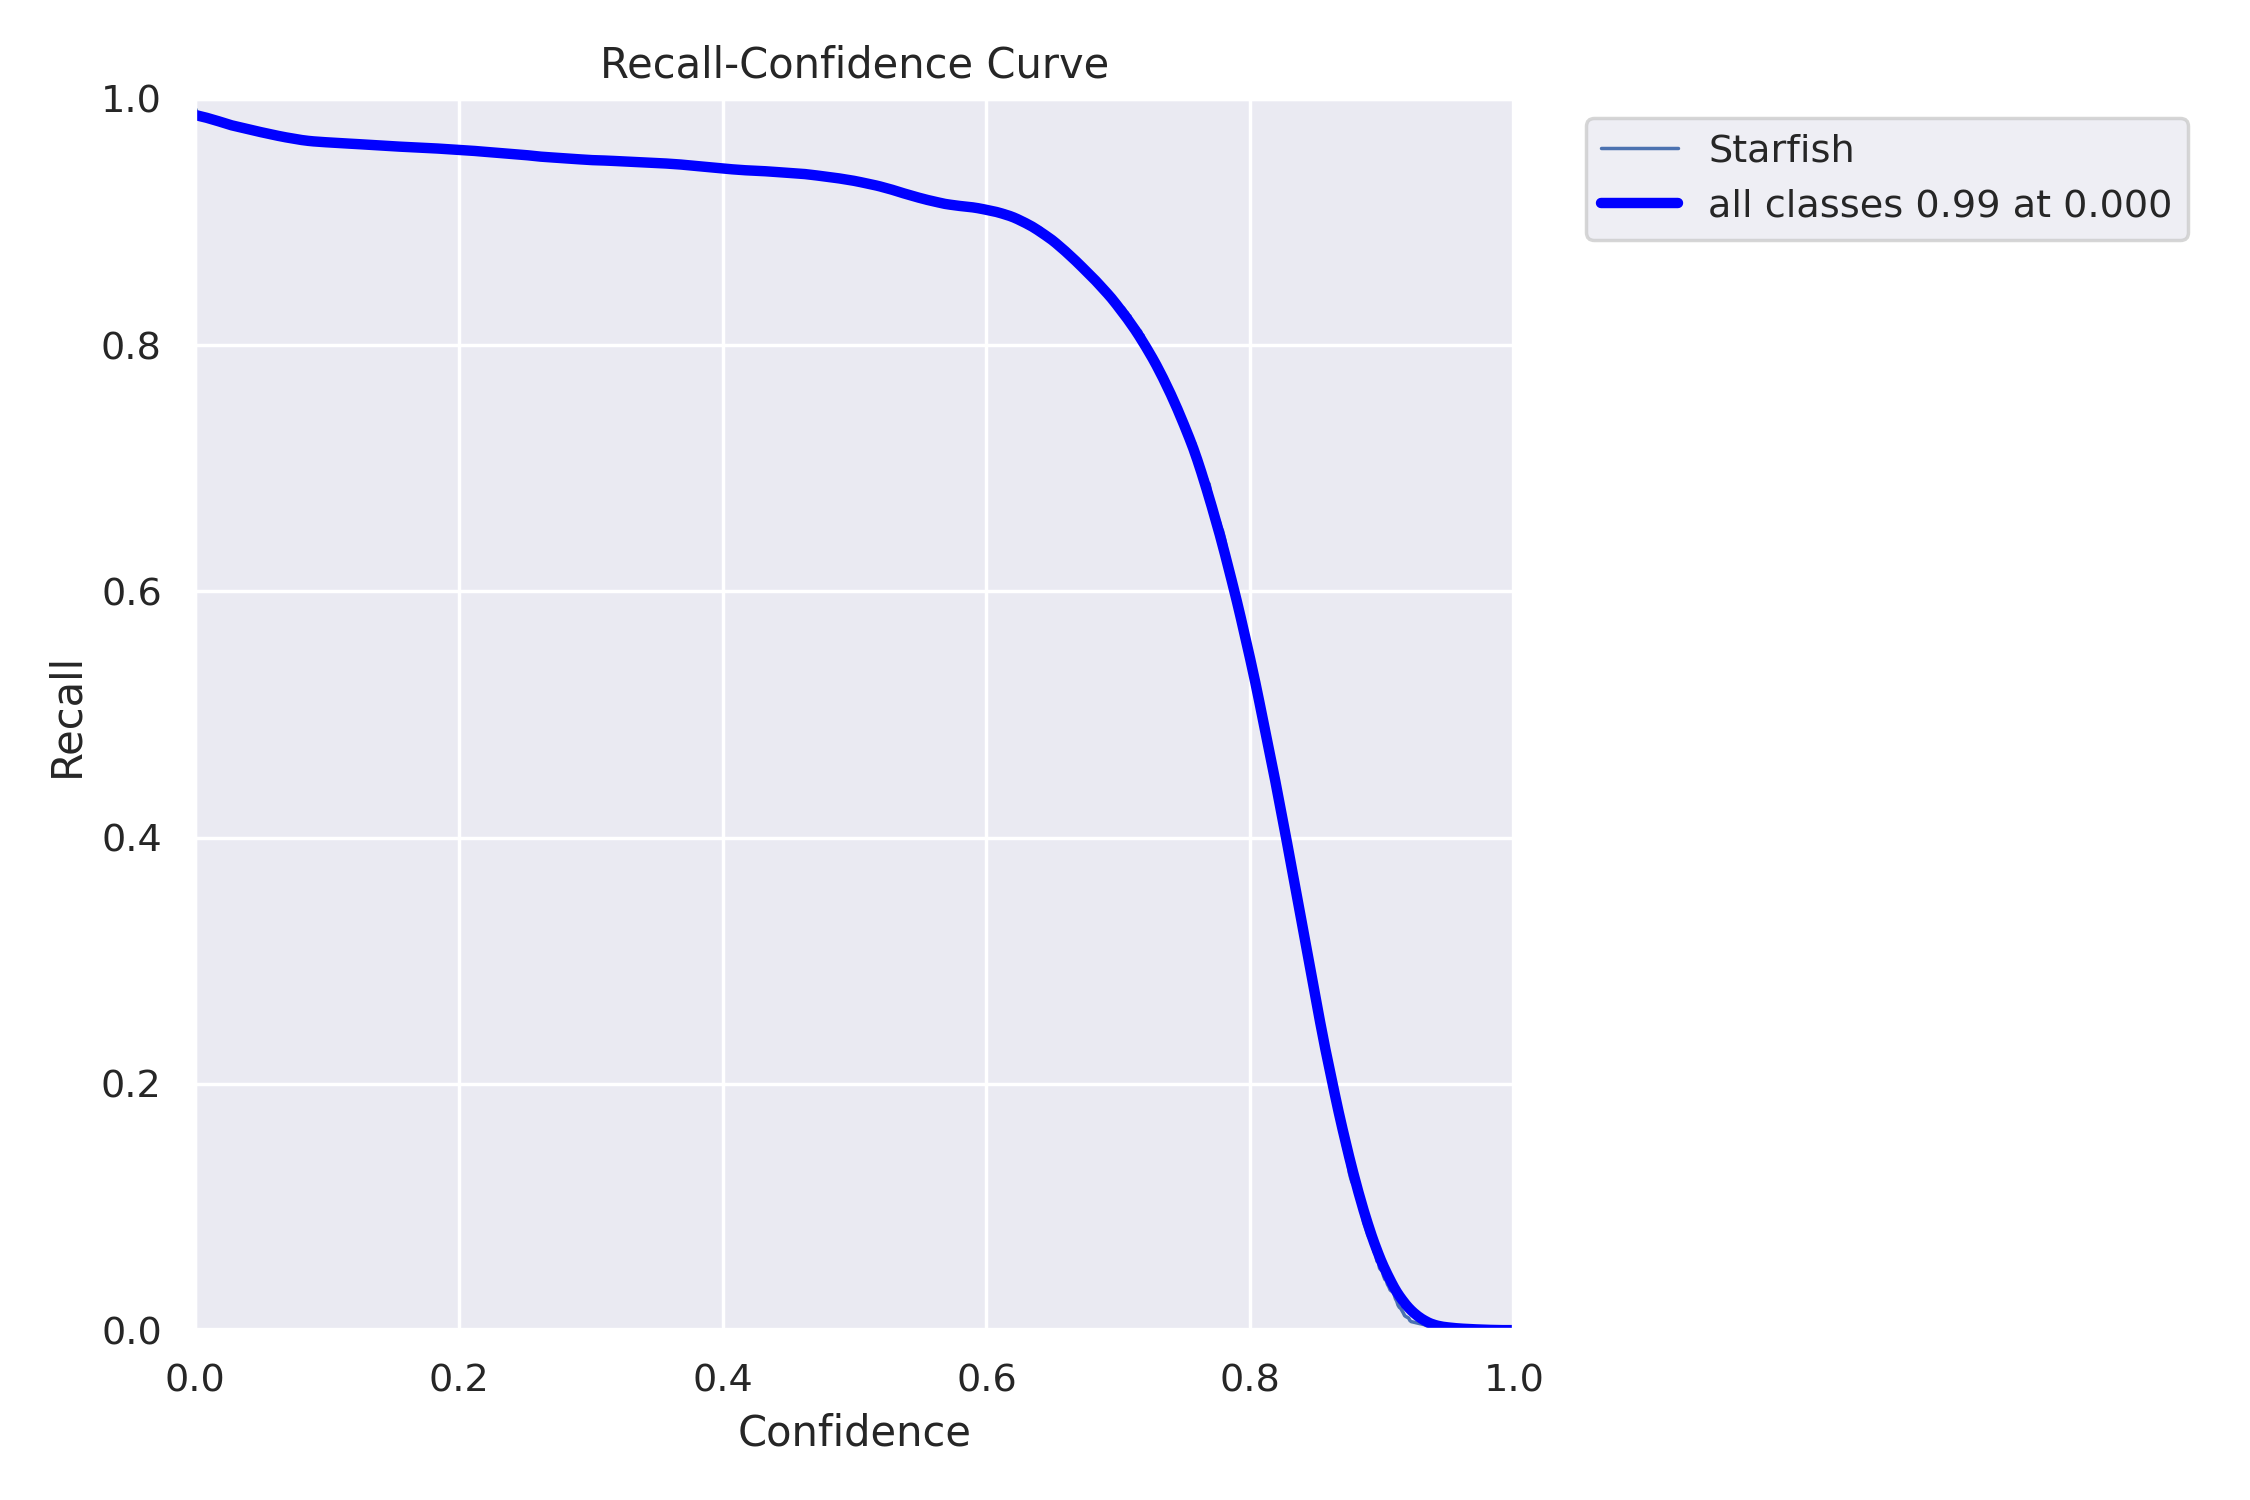 Recall-Confidence Curve
1.0
0.8
0.6
0.4
0.2
0.0
Recall
0.0 0.2 0.4 0.6 0.8 1.0
Confidence
Starfish
all classes 0.99 at 0.000